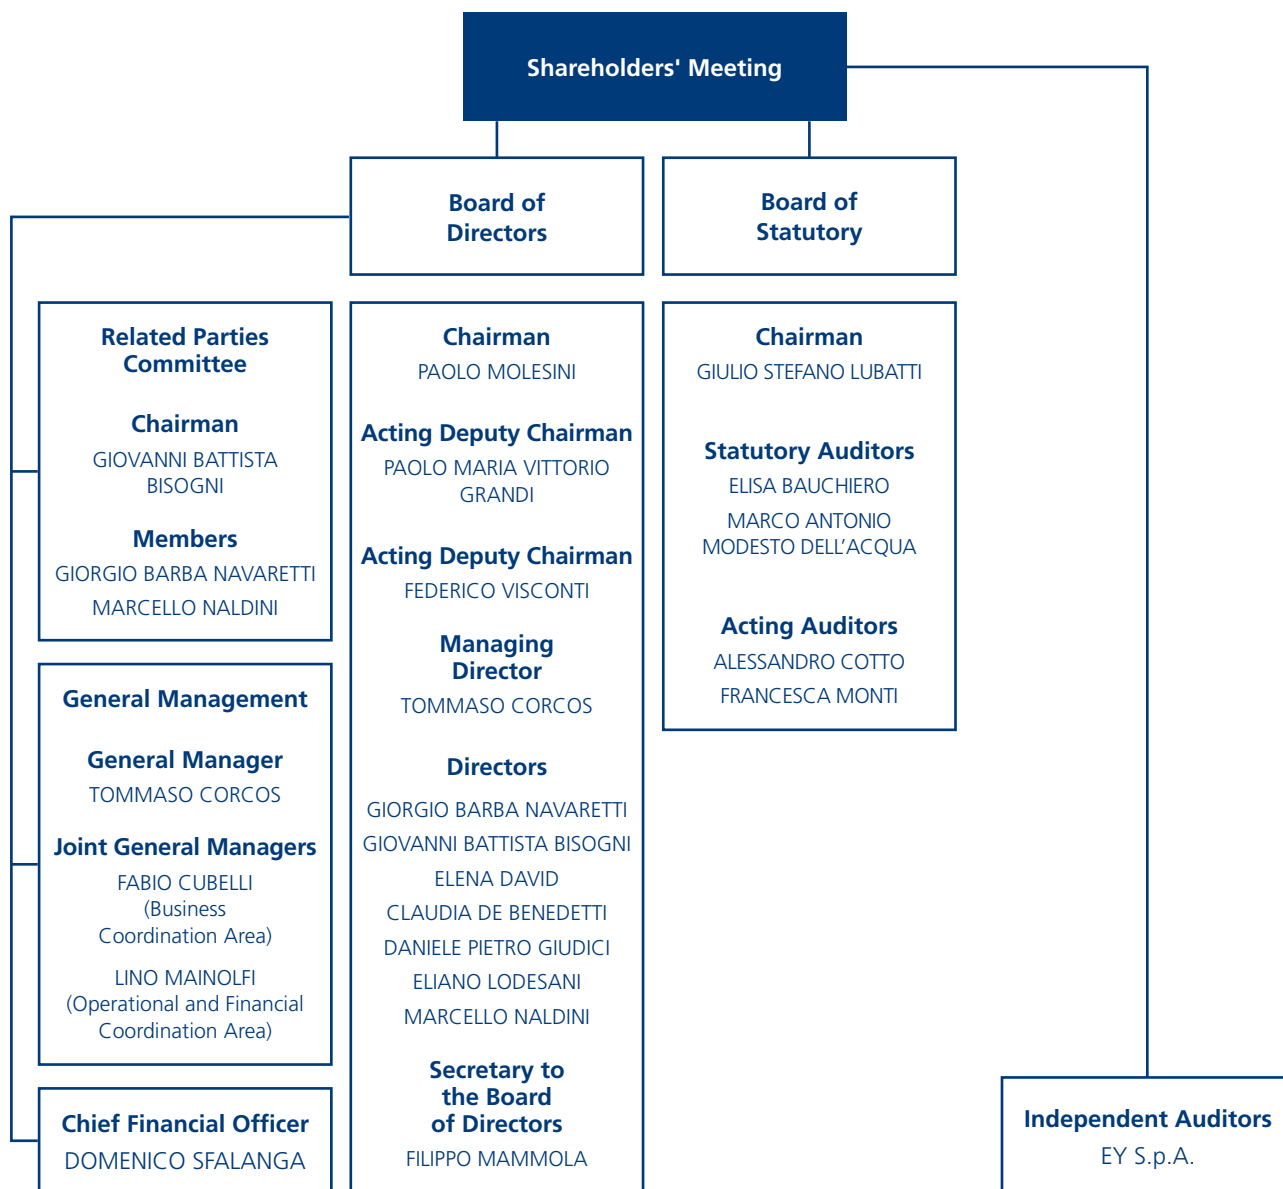 Shareholders' Meeting
Board of
Directors
Board of
Statutory
Related Parties
Committee
Chairman
GIOVANNI BATTISTA
BISOGNI
Members
GIORGIO BARBA NAVARETTI
MARCELLO NALDINI
General Management
General Manager
TOMMASO CORCOS
Joint General Managers
FABIO CUBELLI
(Business
Coordination Area)
LINO MAINOLFI
(Operational and Financial
Coordination Area)
Chief Financial Officer
DOMENICO SFALANGA
Chairman
PAOLO MOLESINI
Acting Deputy Chairman
PAOLO MARIA VITTORIO
GRANDI
Acting Deputy Chairman
FEDERICO VISCONTI
Managing
Director
TOMMASO CORCOS
Directors
GIORGIO BARBA NAVARETTI
GIOVANNI BATTISTA BISOGNI
ELENA DAVID
CLAUDIA DE BENEDETTI
DANIELE PIETRO GIUDICI
ELIANO LODESANI
MARCELLO NALDINI
Secretary to
the Board
of Directors
FILIPPO MAMMOLA
Chairman
GIULIO STEFANO LUBATTI
Statutory Auditors
ELISA BAUCHIERO
MARCO ANTONIO
MODESTO DELL’ACQUA
Acting Auditors
ALESSANDRO COTTO
FRANCESCA MONTI
Independent Auditors
EY S.p.A.